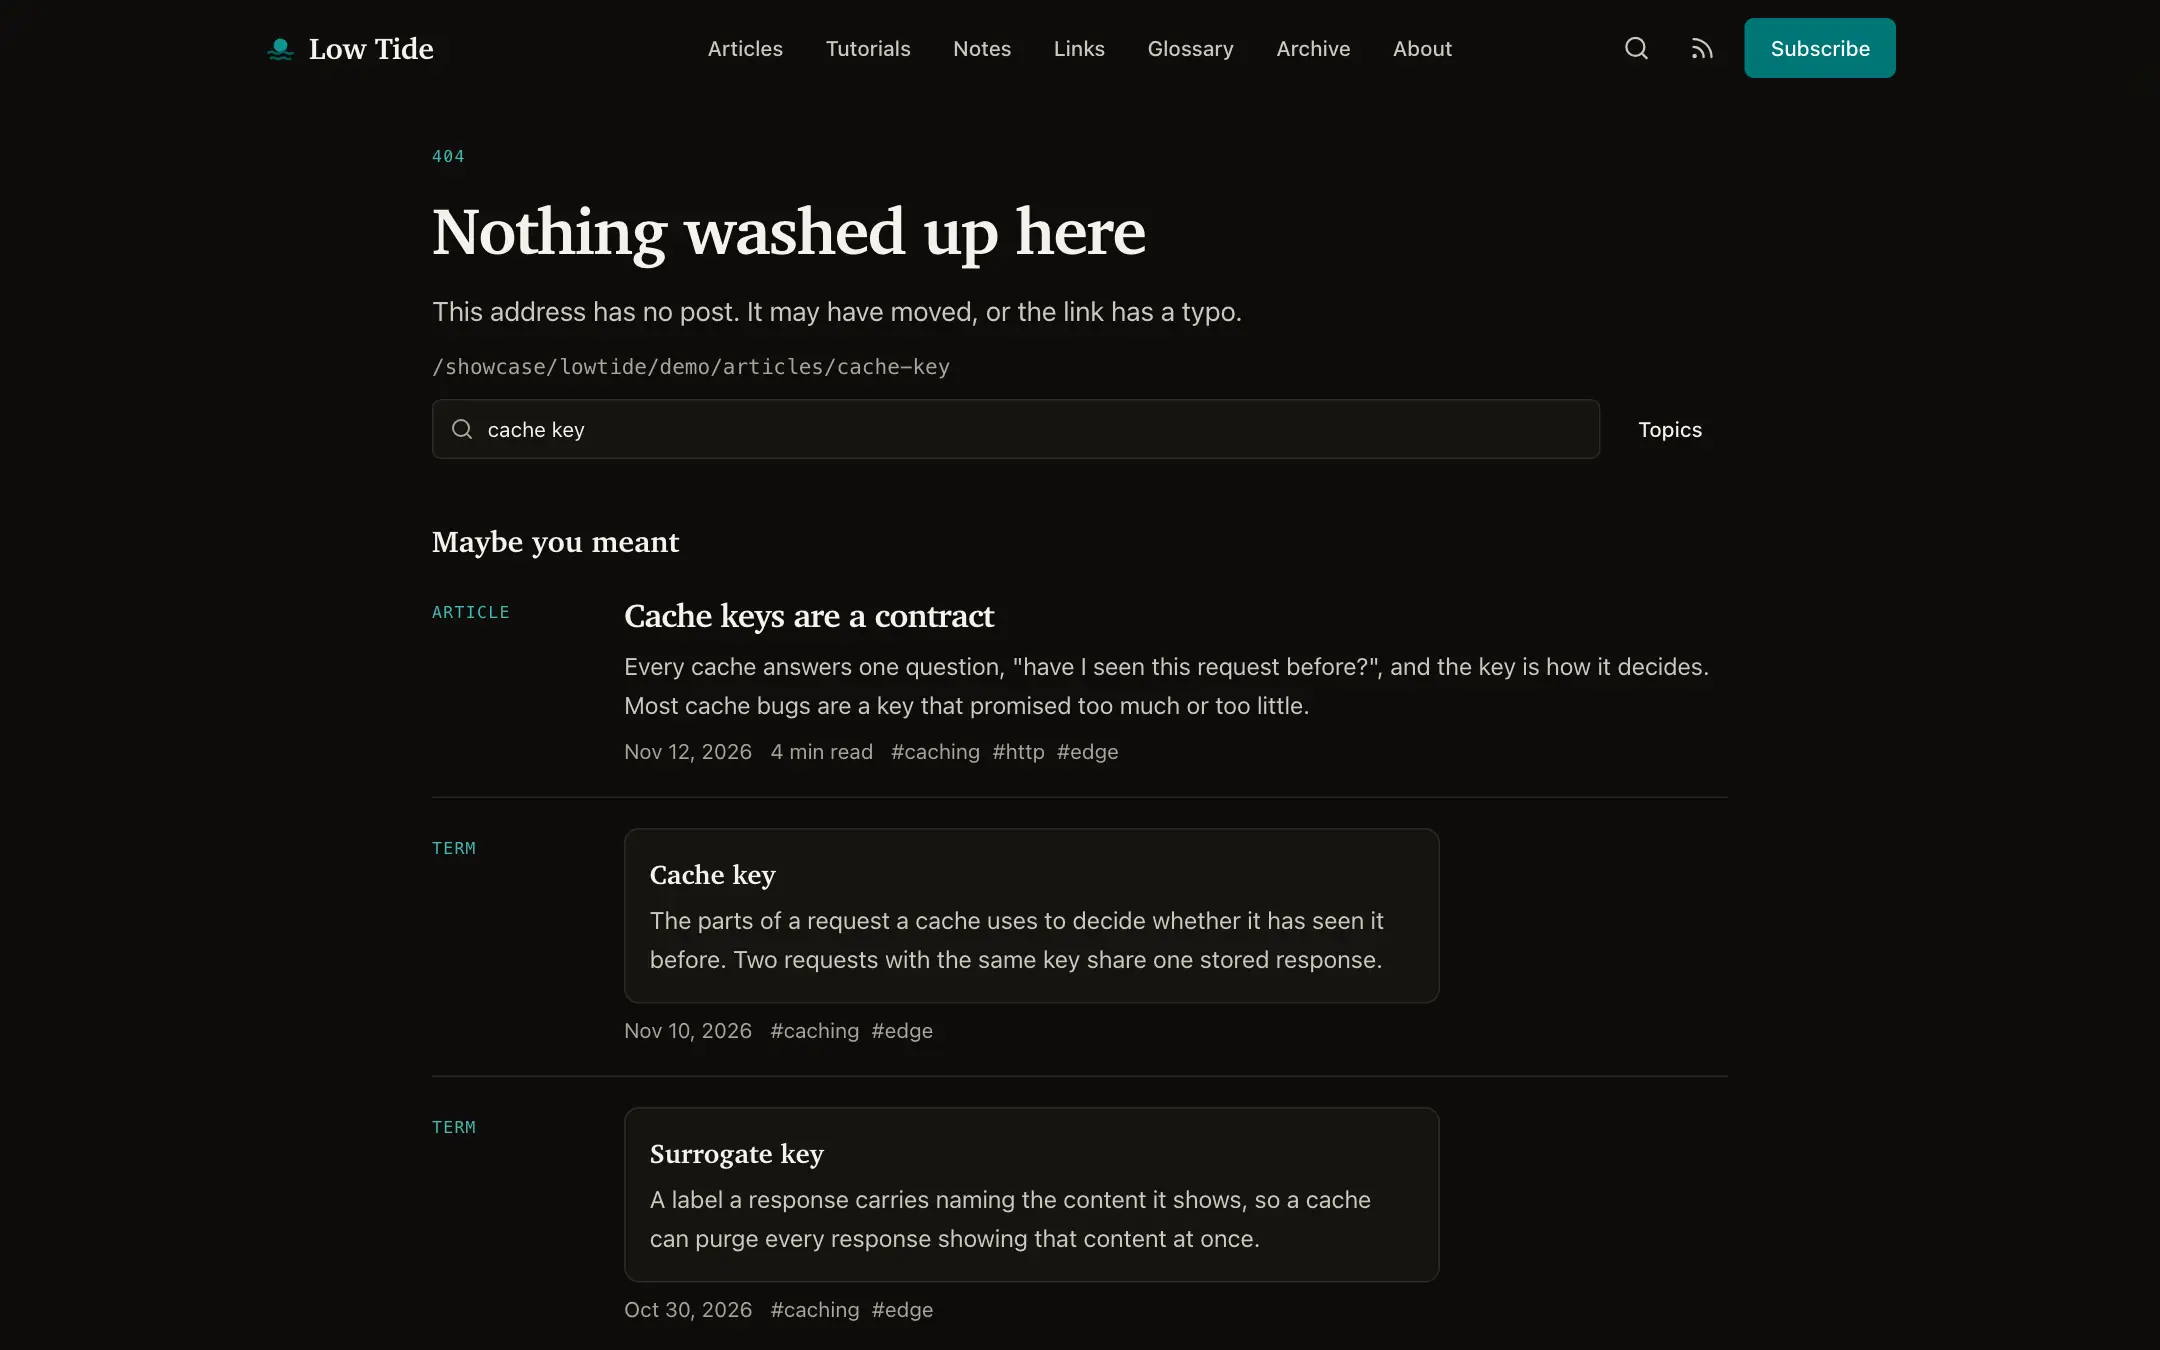 Low Tide
Articles
Tutorials
Notes
Links
Glossary
Archive
About
Subscribe
404
Nothing washed up here
This address has no post. It may have moved, or the link has a typo.
/showcase/lowtide/demo/articles/cache-key
cache key
Topics
Maybe you meant
ARTICLE
Cache keys are a contract
Every cache answers one question, "have I seen this request before?", and the key is how it decides.
Most cache bugs are a key that promised too much or too little.
Nov 12, 2026 4 min read #caching #http #edge
TERM
Cache key
The parts of a request a cache uses to decide whether it has seen it
before. Two requests with the same key share one stored response.
Nov 10, 2026 #caching #edge
TERM
Surrogate key
A label a response carries naming the content it shows, so a cache
can purge every response showing that content at once.
Oct 30, 2026 #caching #edge